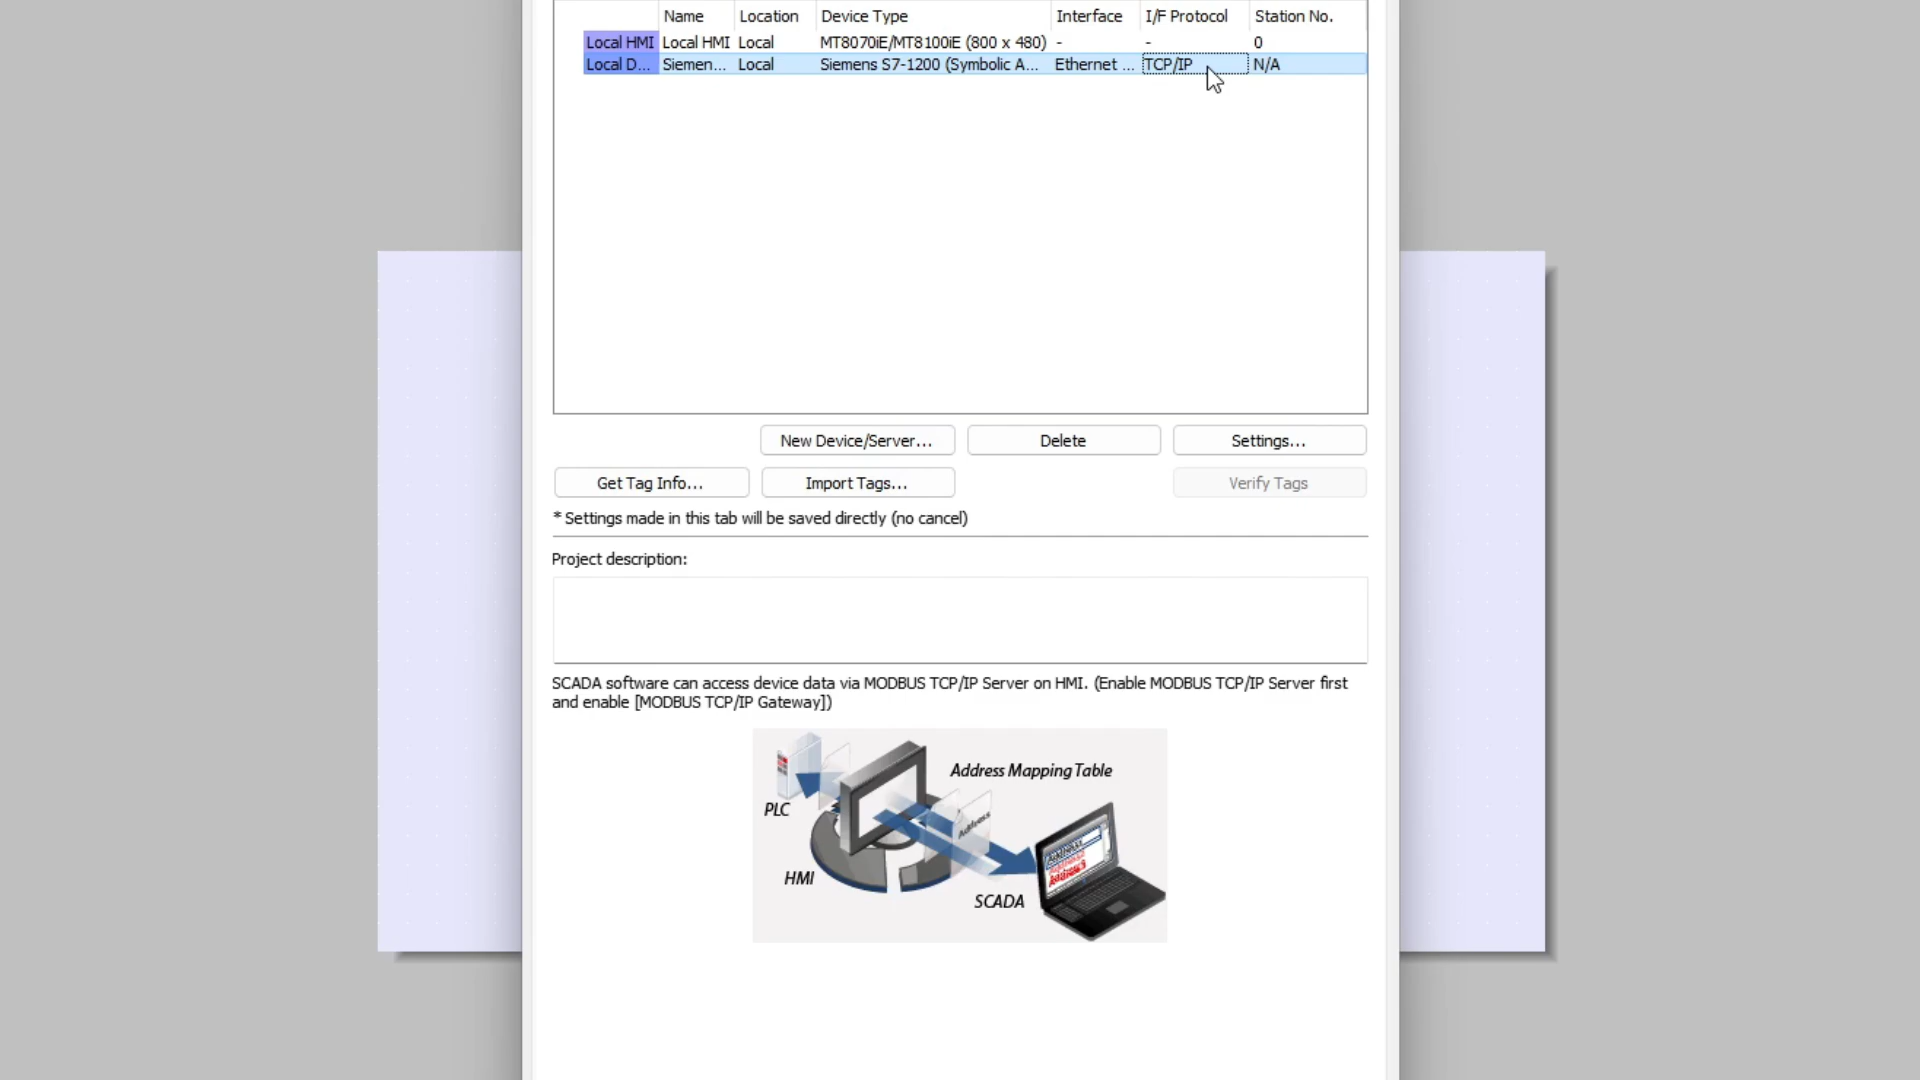 Name Location Device Type Interface I/F Protocol Station No.
Local HMI Local HMI Local MT8070iE/MT8100iE (800 x 480) - - 0
Local D... Siemen... Local Siemens S7-1200 (Symbolic A... Ethernet ... TCP/IP N/A
New Device/Server... Delete Settings...
Get Tag Info... Import Tags... Verify Tags
* Settings made in this tab will be saved directly (no cancel)
Project description:
SCADA software can access device data via MODBUS TCP/IP Server on HMI. (Enable MODBUS TCP/IP Server first
and enable [MODBUS TCP/IP Gateway])
Address Mapping Table
PLC
Address
HMI
SCADA